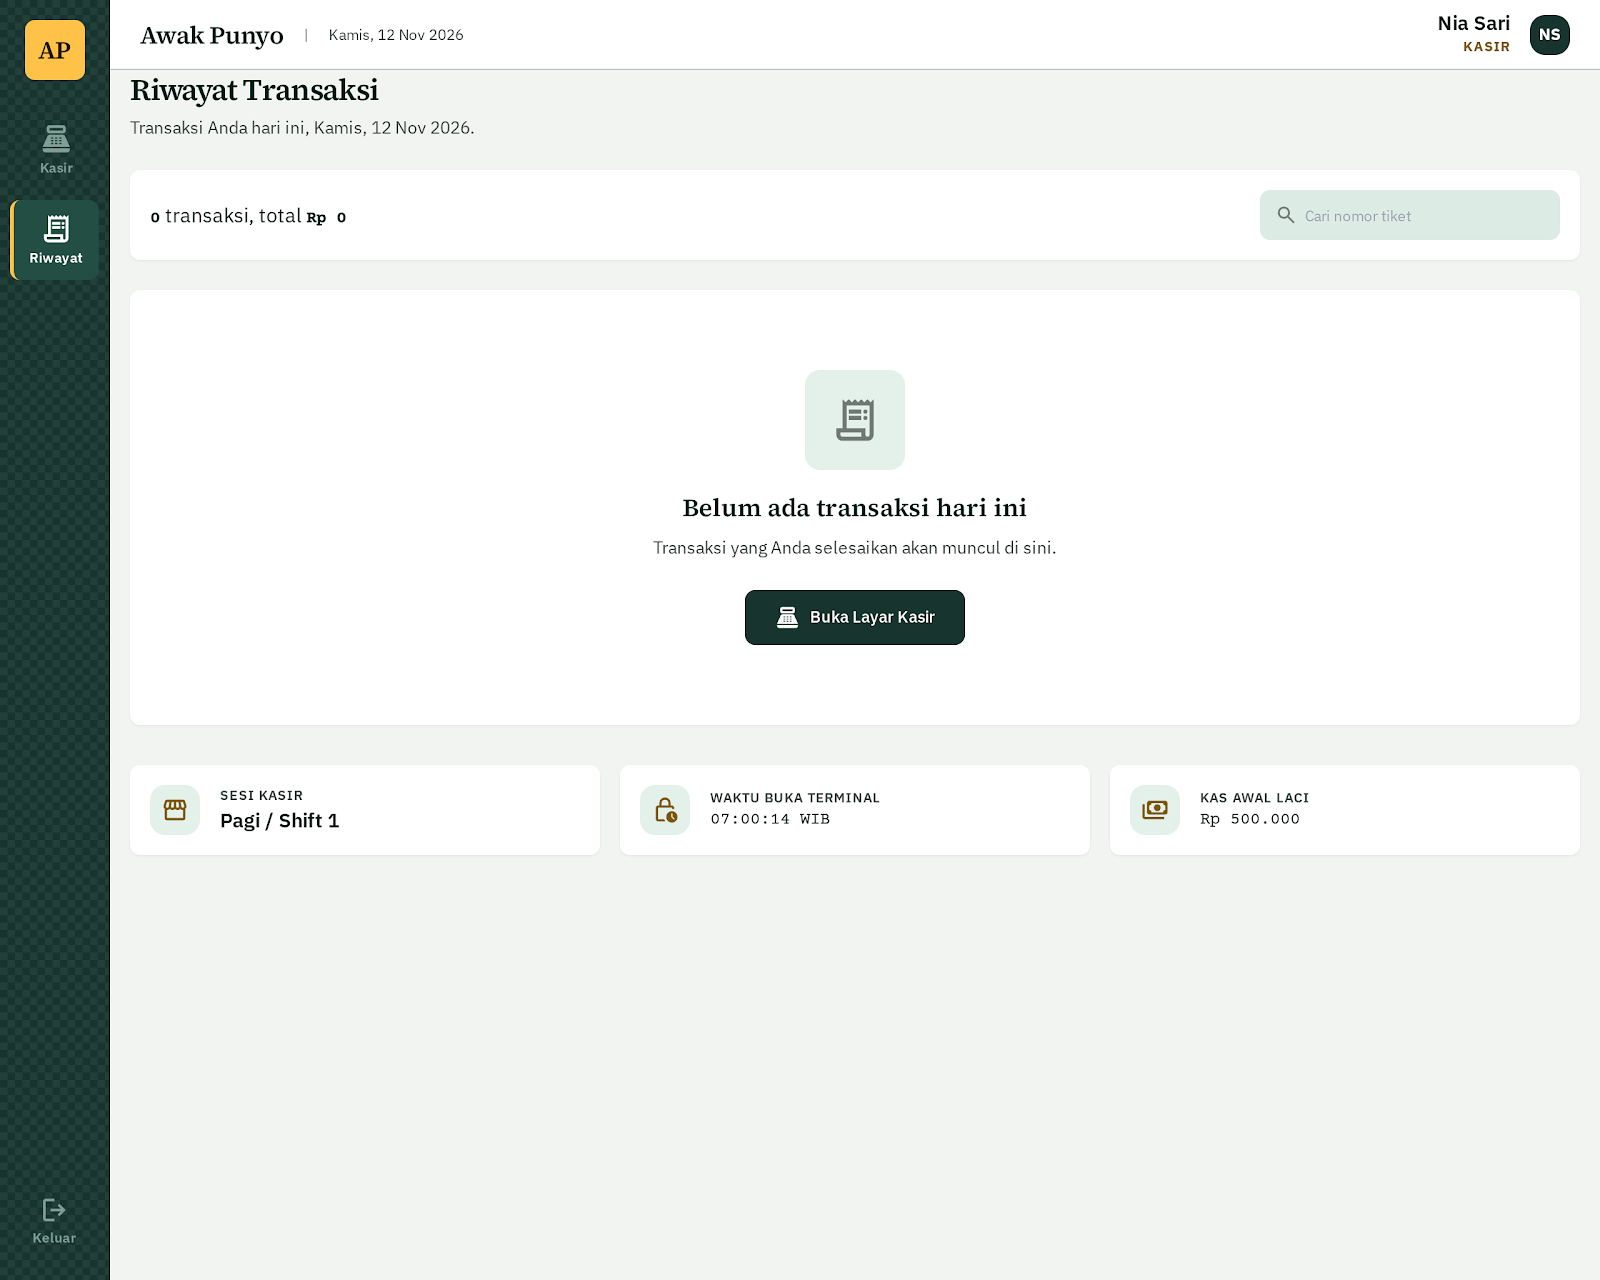 AP
Awak Punyo | Kamis, 12 Nov 2026
Nia Sari
KASIR
NS
Kasir
Riwayat
Keluar
Riwayat Transaksi
Transaksi Anda hari ini, Kamis, 12 Nov 2026.
0 transaksi, total Rp 0
Cari nomor tiket
Belum ada transaksi hari ini
Transaksi yang Anda selesaikan akan muncul di sini.
Buka Layar Kasir
SESI KASIR
Pagi / Shift 1
WAKTU BUKA TERMINAL
07:00:14 WIB
KAS AWAL LACI
Rp 500.000